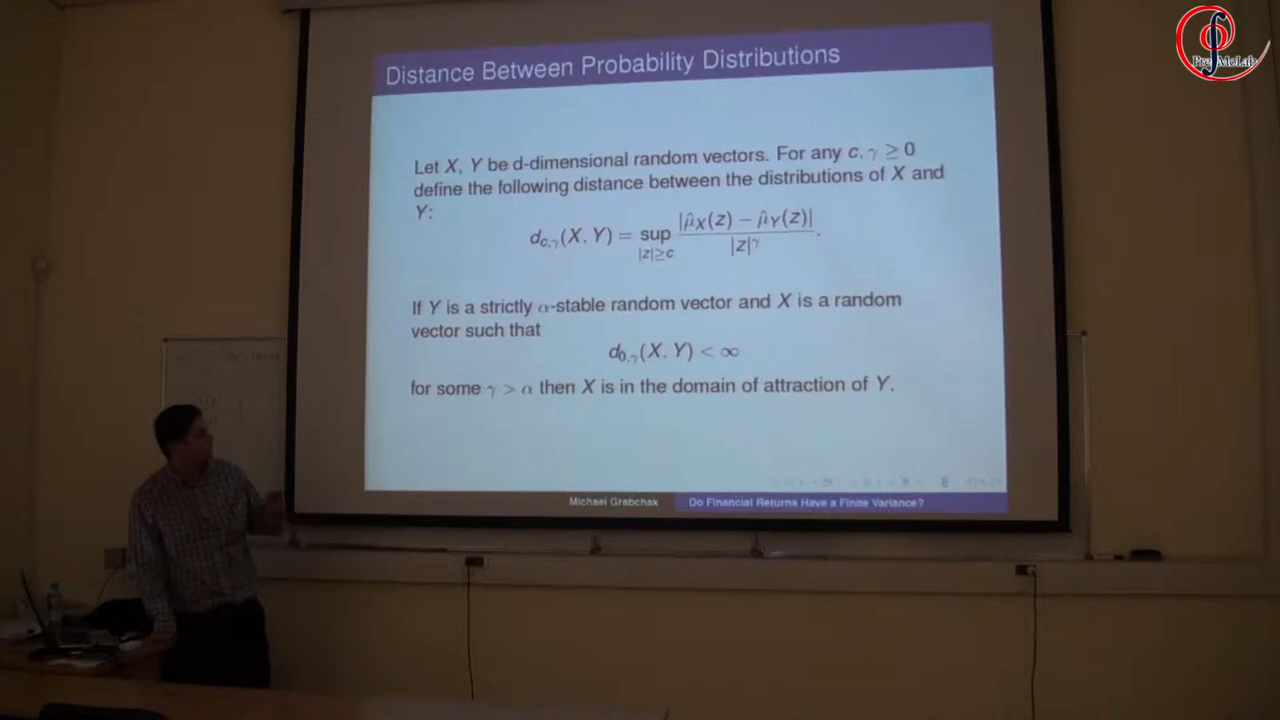 PreMoLab
Distance Between Probability Distributions
Let X, Y be d-dimensional random vectors. For any c, γ ≥ 0
define the following distance between the distributions of X and
Y:
d_{c,γ}(X, Y) = sup_{|z|≥c} |μ̂_X(z) − μ̂_Y(z)| / |z|^γ.
If Y is a strictly α-stable random vector and X is a random
vector such that
d_{0,γ}(X, Y) < ∞
for some γ > α then X is in the domain of attraction of Y.
Michael Grabchak Do Financial Returns Have a Finite Variance?